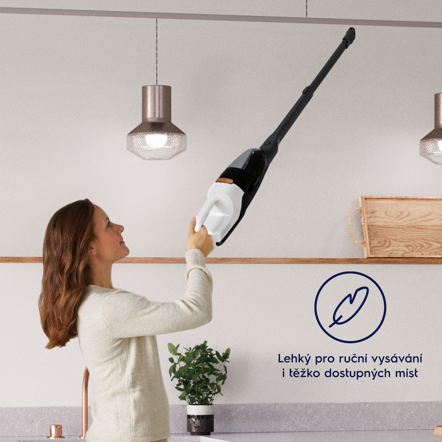 Lehký pro ruční vysávání
i těžko dostupných míst